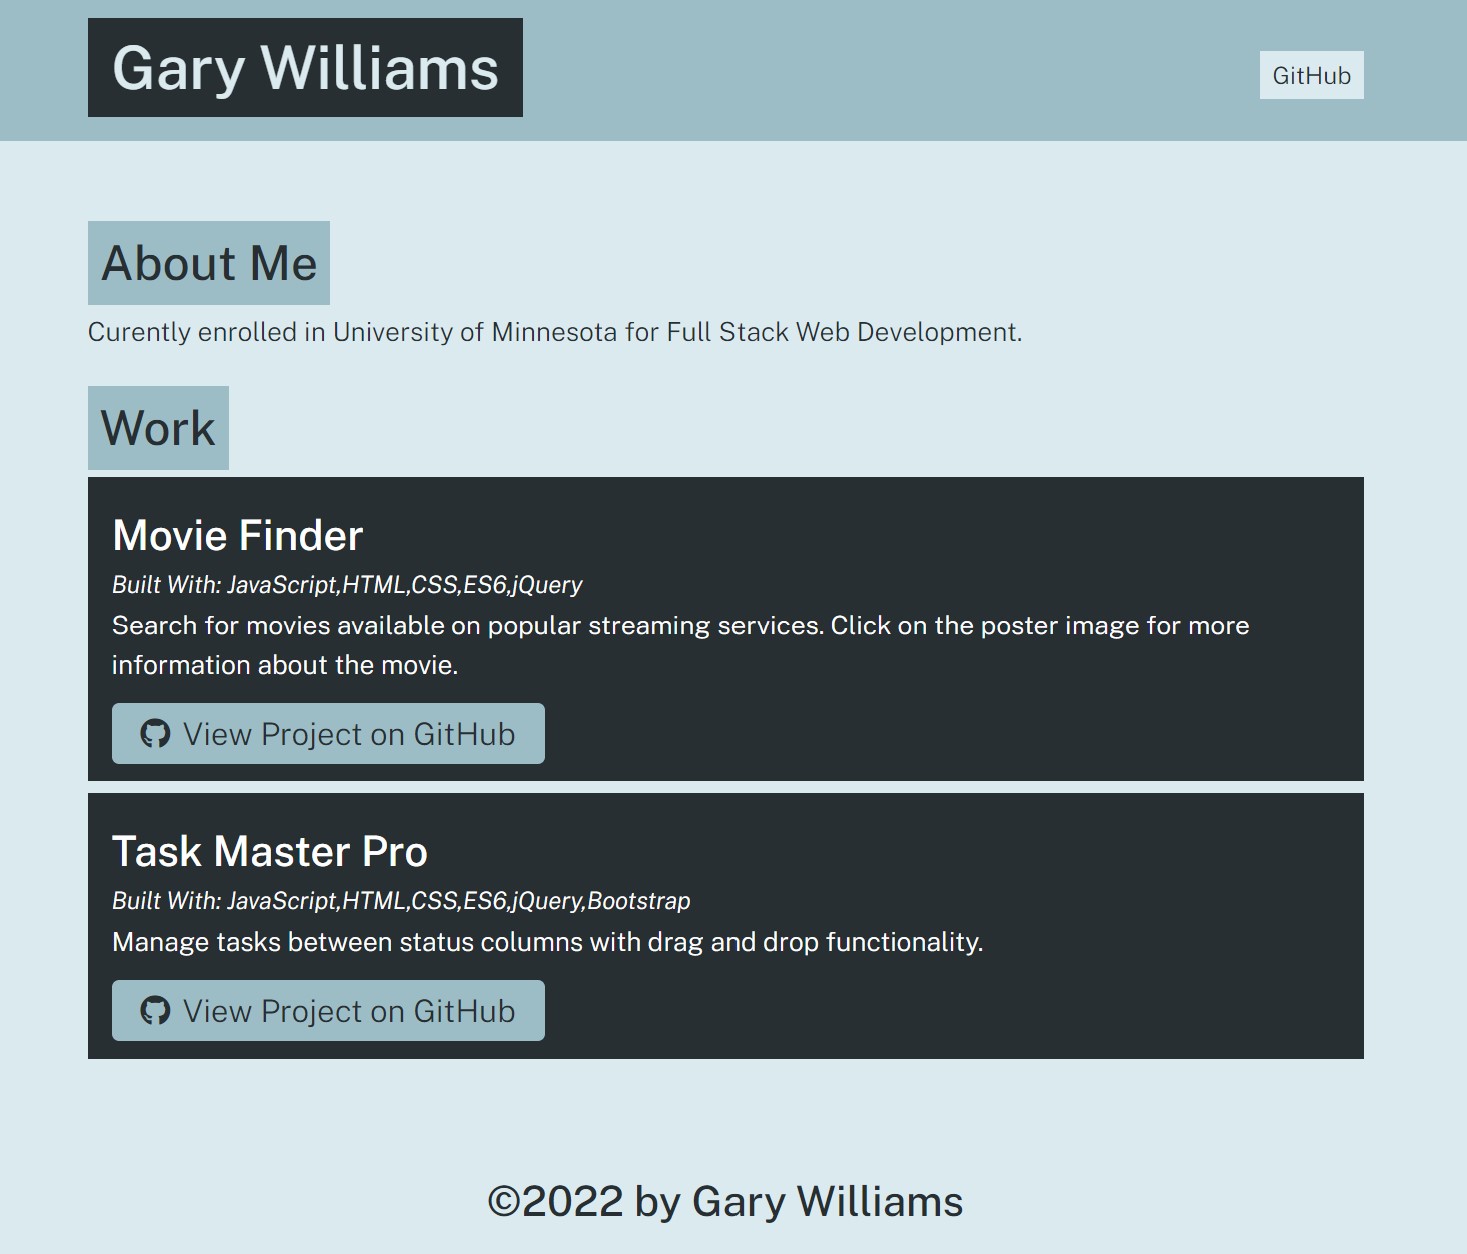 Gary Williams
GitHub
About Me
Curently enrolled in University of Minnesota for Full Stack Web Development.
Work
Movie Finder
Built With: JavaScript,HTML,CSS,ES6,jQuery
Search for movies available on popular streaming services. Click on the poster image for more
information about the movie.
View Project on GitHub
Task Master Pro
Built With: JavaScript,HTML,CSS,ES6,jQuery,Bootstrap
Manage tasks between status columns with drag and drop functionality.
View Project on GitHub
©2022 by Gary Williams